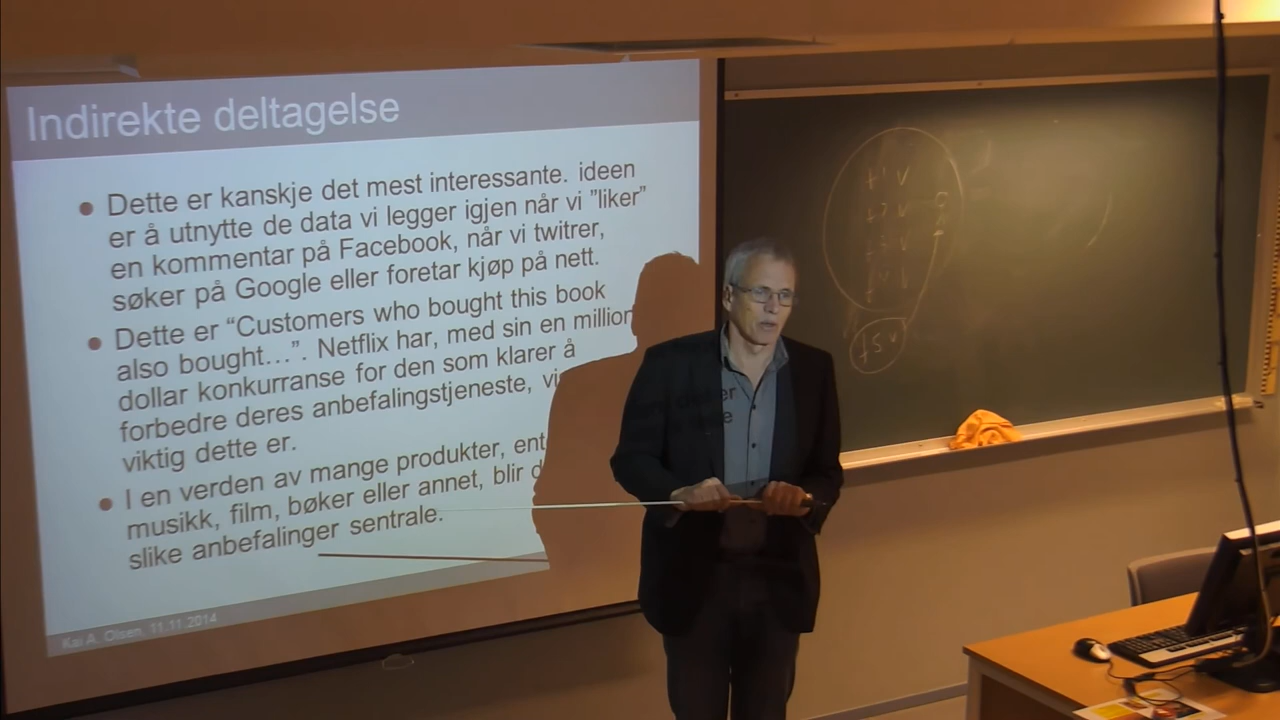 Indirekte deltagelse
Dette er kanskje det mest interessante. ideen
er å utnytte de data vi legger igjen når vi ”liker”
en kommentar på Facebook, når vi twitrer,
søker på Google eller foretar kjøp på nett.
Dette er “Customers who bought this book
also bought…”. Netflix har, med sin en million
dollar konkurranse for den som klarer å
forbedre deres anbefalingstjeneste, vi
viktig dette er.
I en verden av mange produkter, ent
musikk, film, bøker eller annet, blir d
slike anbefalinger sentrale.
Kai A. Olsen, 11.11.2014